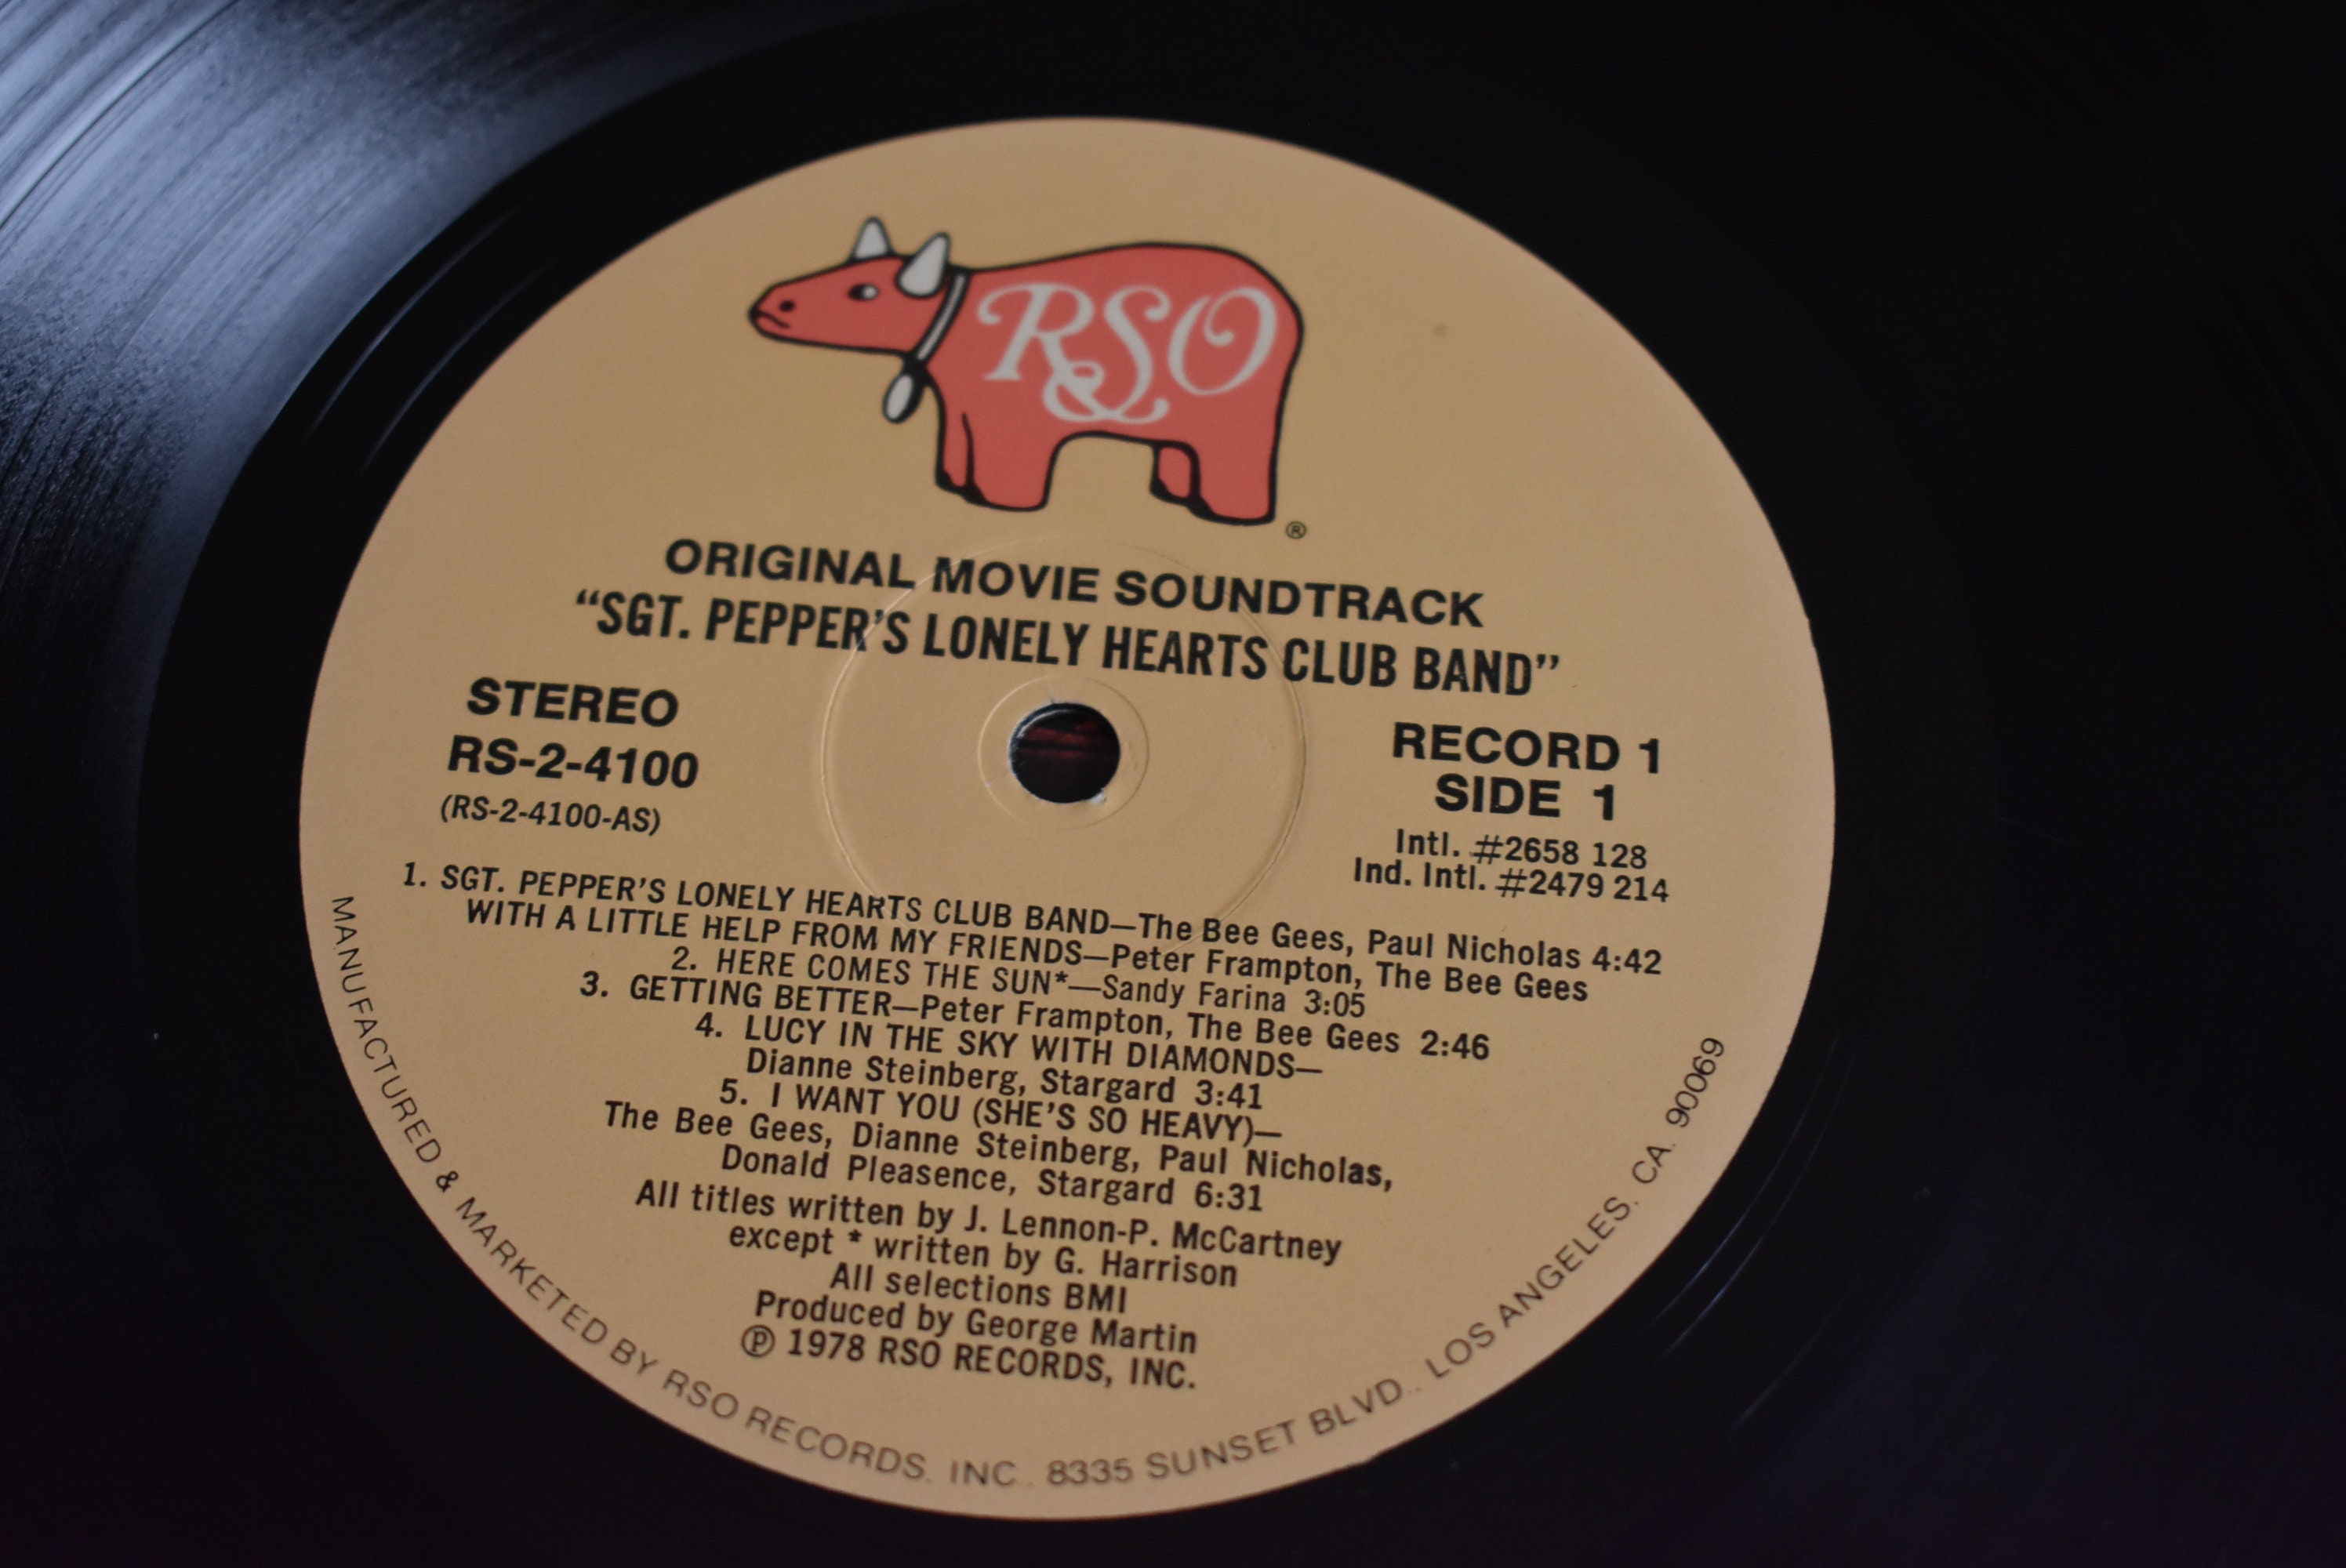 RSO
®
ORIGINAL MOVIE SOUNDTRACK
“SGT. PEPPER’S LONELY HEARTS CLUB BAND”
STEREO
RS-2-4100
(RS-2-4100-AS)
RECORD 1
SIDE 1
Intl. #2658 128
Ind. Intl. #2479 214
1. SGT. PEPPER’S LONELY HEARTS CLUB BAND—The Bee Gees, Paul Nicholas 4:42
WITH A LITTLE HELP FROM MY FRIENDS—Peter Frampton, The Bee Gees
2. HERE COMES THE SUN*—Sandy Farina 3:05
3. GETTING BETTER—Peter Frampton, The Bee Gees 2:46
4. LUCY IN THE SKY WITH DIAMONDS—
Dianne Steinberg, Stargard 3:41
5. I WANT YOU (SHE’S SO HEAVY)—
The Bee Gees, Dianne Steinberg, Paul Nicholas,
Donald Pleasence, Stargard 6:31
All titles written by J. Lennon-P. McCartney
except * written by G. Harrison
All selections BMI
Produced by George Martin
℗ 1978 RSO RECORDS, INC.
MANUFACTURED & MARKETED BY RSO RECORDS, INC., 8335 SUNSET BLVD., LOS ANGELES, CA. 90069